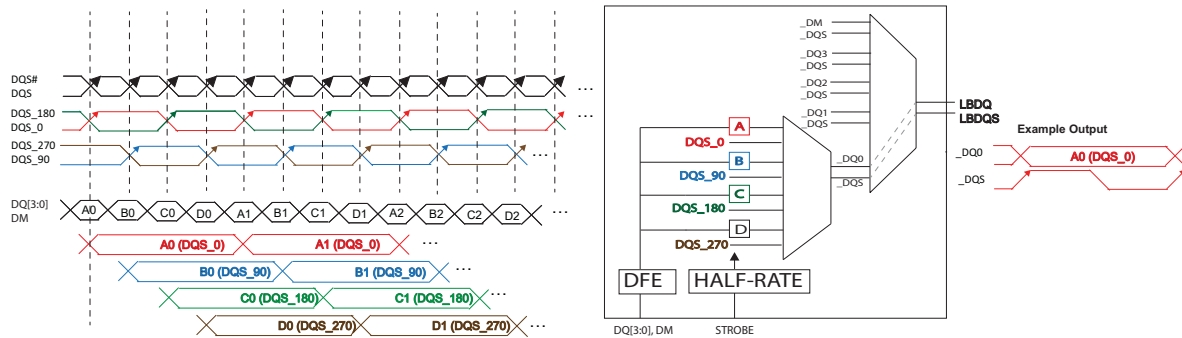 DQS#
DQS
...
DQS_180
DQS_0
...
DQS_270
DQS_90
...
DQ[3:0]
DM
A0 B0 C0 D0 A1 B1 C1 D1 A2 B2 C2 D2 ...
A0 (DQS_0) A1 (DQS_0) ...
B0 (DQS_90) B1 (DQS_90) ...
C0 (DQS_180) C1 (DQS_180) ...
D0 (DQS_270) D1 (DQS_270) ...
_DM
_DQS
_DQ3
_DQS
_DQ2
_DQS
_DQ1
_DQS
_DQ0
_DQS
A
DQS_0
B
DQS_90
C
DQS_180
D
DQS_270
DFE
HALF-RATE
DQ[3:0], DM
STROBE
LBDQ
LBDQS
Example Output
_DQ0
A0 (DQS_0)
_DQS